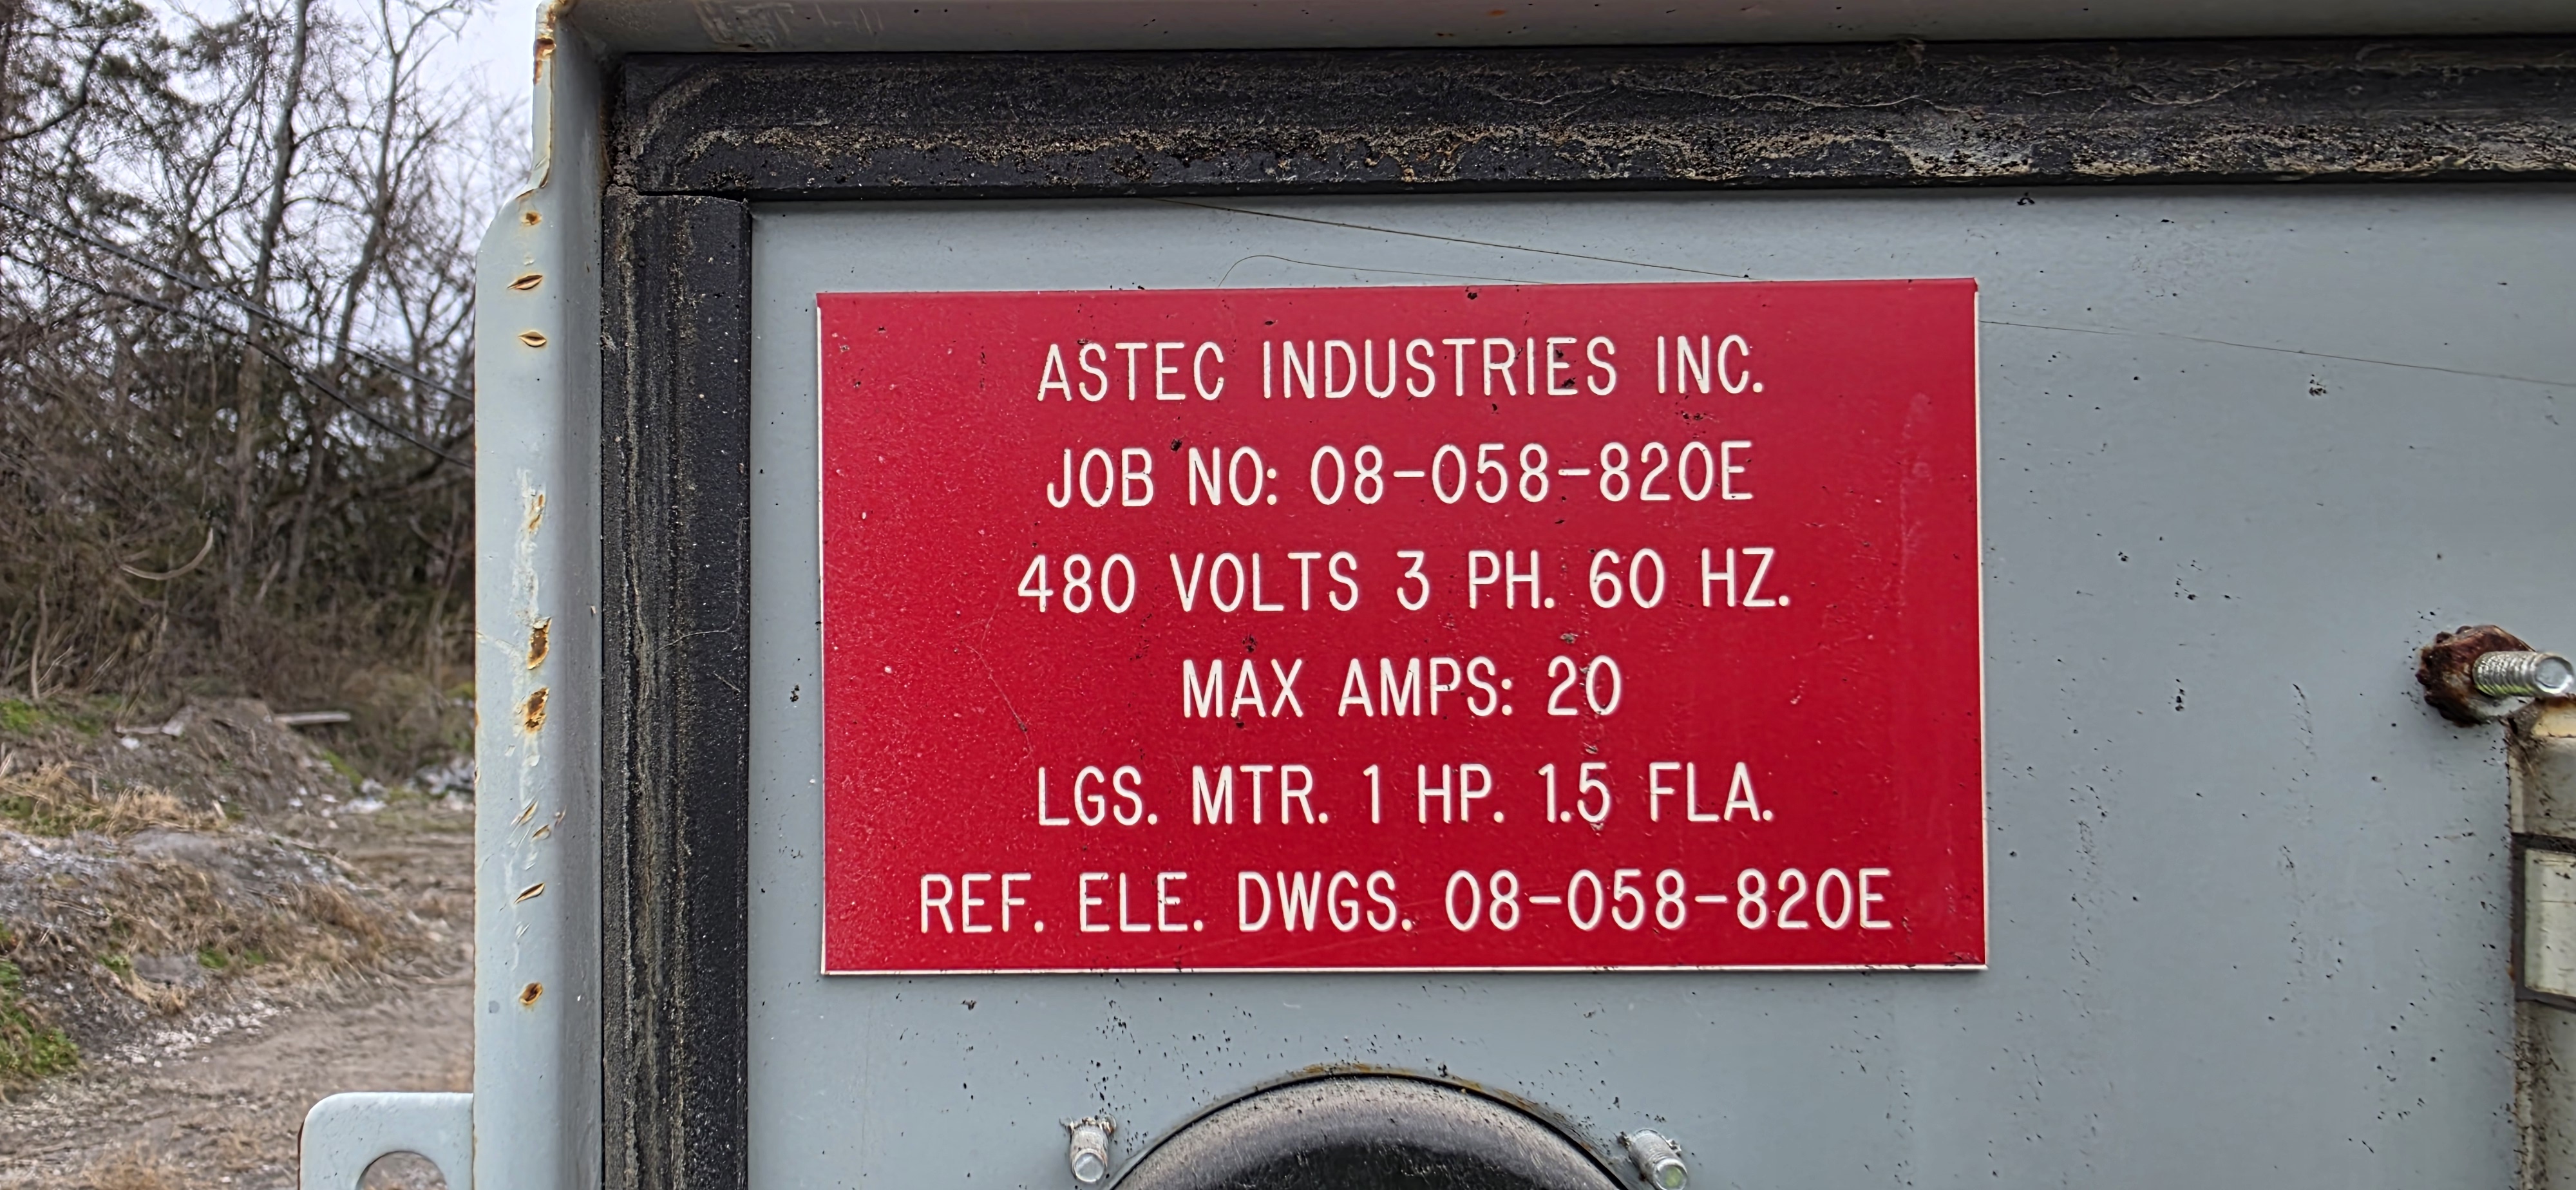 ASTEC INDUSTRIES INC.
JOB NO: 08-058-820E
480 VOLTS 3 PH. 60 HZ.
MAX AMPS: 20
LGS. MTR. 1 HP. 1.5 FLA.
REF. ELE. DWGS. 08-058-820E